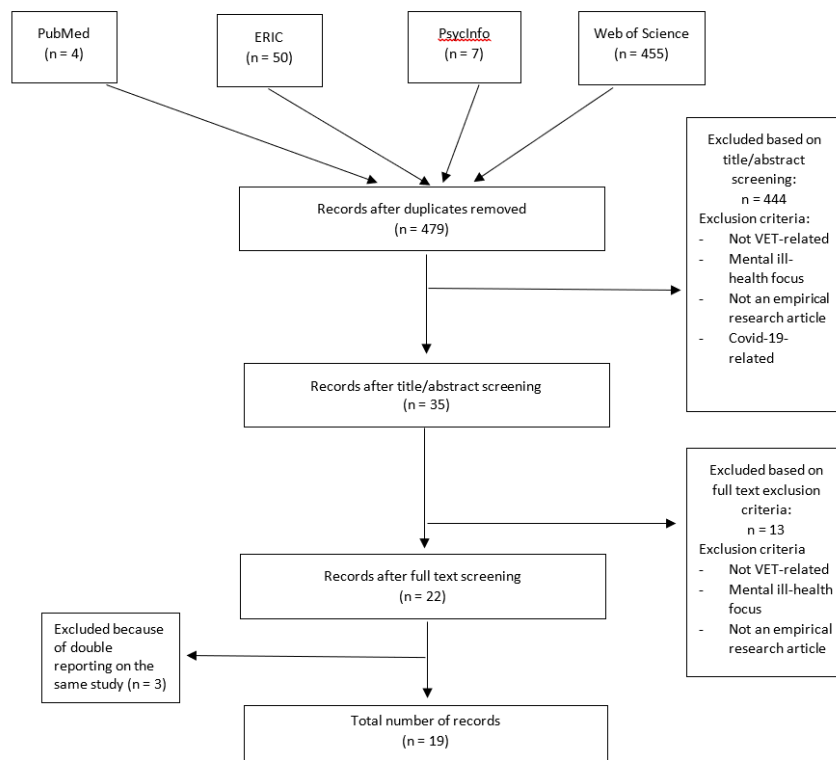 PubMed
(n = 4)
ERIC
(n = 50)
PsycInfo
(n = 7)
Web of Science
(n = 455)
Records after duplicates removed
(n = 479)
Excluded based on
title/abstract
screening:
n = 444
Exclusion criteria:
- Not VET-related
- Mental ill-
health focus
- Not an empirical
research article
- Covid-19-
related
Records after title/abstract screening
(n = 35)
Excluded based on
full text exclusion
criteria:
n = 13
Exclusion criteria
- Not VET-related
- Mental ill-health
focus
- Not an empirical
research article
Records after full text screening
(n = 22)
Excluded because
of double
reporting on the
same study (n = 3)
Total number of records
(n = 19)